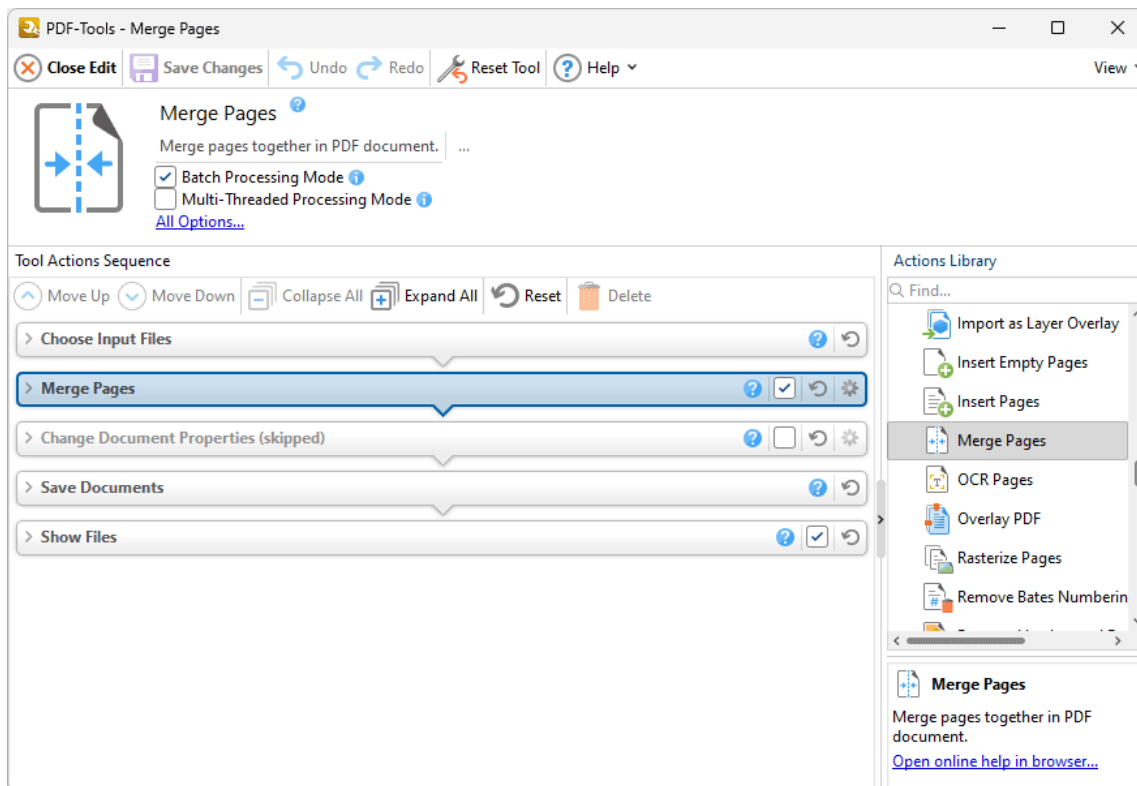 PDF-Tools - Merge Pages
Close Edit Save Changes Undo Redo Reset Tool Help View
Merge Pages
Merge pages together in PDF document. ...
Batch Processing Mode
Multi-Threaded Processing Mode
All Options...
Tool Actions Sequence
Move Up Move Down Collapse All Expand All Reset Delete
Choose Input Files
Merge Pages
Change Document Properties (skipped)
Save Documents
Show Files
Actions Library
Find...
Import as Layer Overlay
Insert Empty Pages
Insert Pages
Merge Pages
OCR Pages
Overlay PDF
Rasterize Pages
Remove Bates Numberin
Merge Pages
Merge pages together in PDF
document.
Open online help in browser...